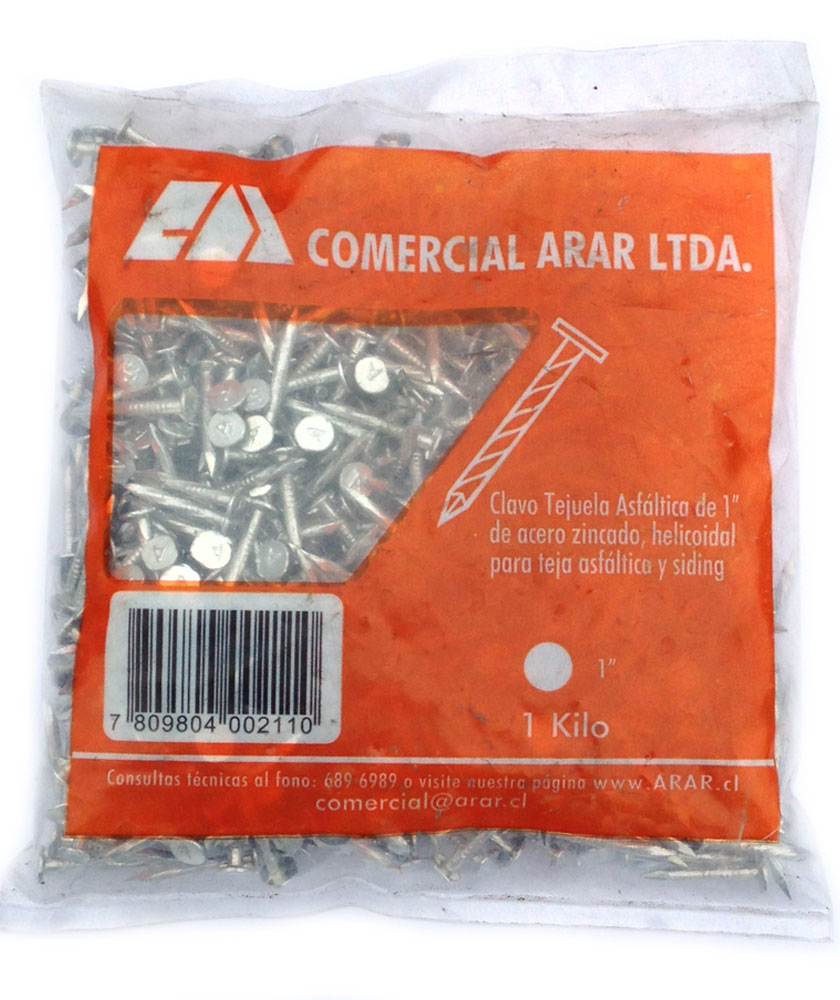 COMERCIAL ARAR LTDA.
Clavo Tejuela Asfáltica de 1"
de acero zincado, helicoidal
para teja asfáltica y siding
1"
1 Kilo
7 809804 002110
Consultas técnicas al fono: 689 6989 o visite nuestra página www.ARAR.cl
comercial@arar.cl